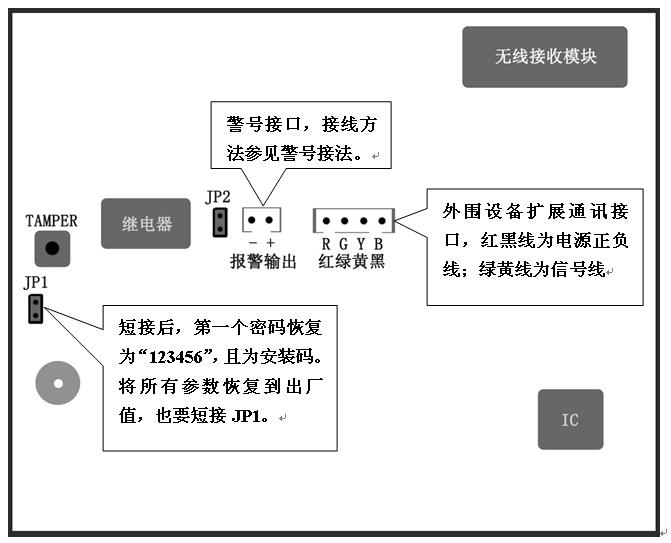 无线接收模块
警号接口，接线方
法参见警号接法。
JP2
TAMPER
继电器
- +
报警输出
R G Y B
红绿黄黑
外围设备扩展通讯接
口，红黑线为电源正负
线；绿黄线为信号线
JP1
短接后，第一个密码恢复
为“123456”，且为安装码。
将所有参数恢复到出厂
值，也要短接 JP1。
IC